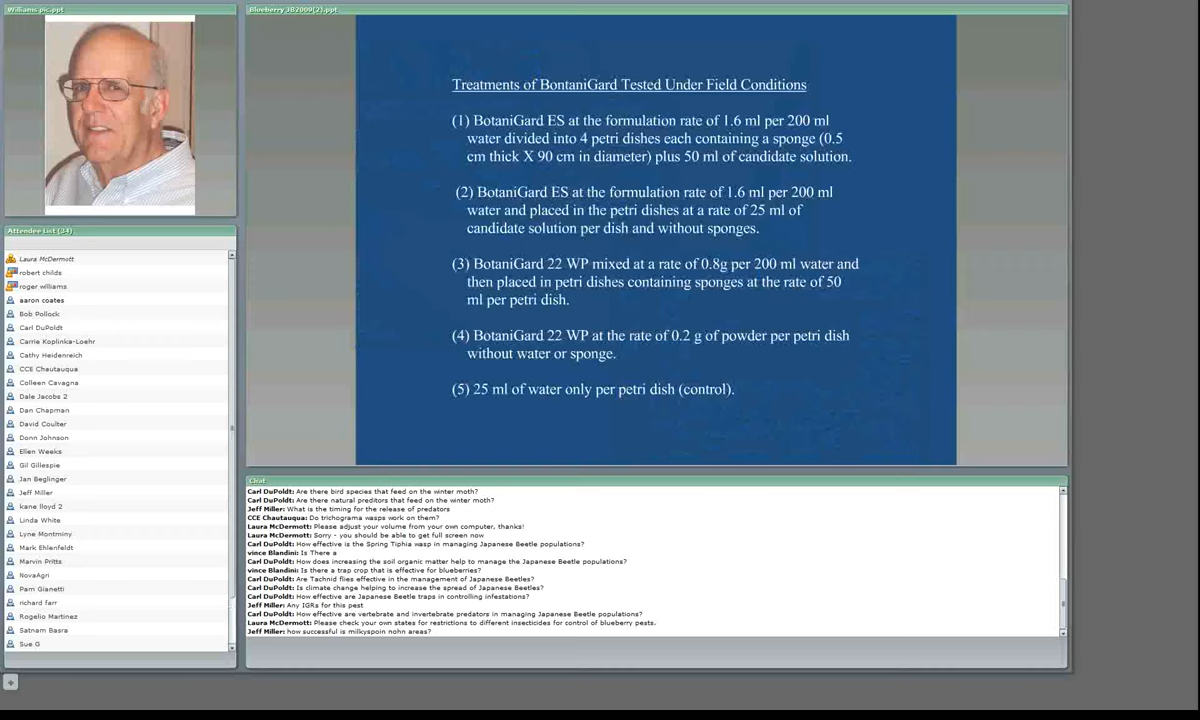 Williams pic.ppt
Attendee List (34)
Laura McDermott
robert childs
roger williams
aaron coates
Bob Pollock
Carl DuPoldt
Carrie Koplinka-Loehr
Cathy Heidenreich
CCE Chautauqua
Colleen Cavagna
Dale Jacobs 2
Dan Chapman
David Coulter
Donn Johnson
Ellen Weeks
Gil Gillespie
Jan Beglinger
Jeff Miller
kane lloyd 2
Linda White
Lyne Montminy
Mark Ehlenfeldt
Marvin Pritts
NovaAgri
Pam Gianetti
richard farr
Rogelio Martinez
Satnam Basra
Sue G
Blueberry JB2009[2].ppt
Treatments of BontaniGard Tested Under Field Conditions
(1) BotaniGard ES at the formulation rate of 1.6 ml per 200 ml
water divided into 4 petri dishes each containing a sponge (0.5
cm thick X 90 cm in diameter) plus 50 ml of candidate solution.
(2) BotaniGard ES at the formulation rate of 1.6 ml per 200 ml
water and placed in the petri dishes at a rate of 25 ml of
candidate solution per dish and without sponges.
(3) BotaniGard 22 WP mixed at a rate of 0.8g per 200 ml water and
then placed in petri dishes containing sponges at the rate of 50
ml per petri dish.
(4) BotaniGard 22 WP at the rate of 0.2 g of powder per petri dish
without water or sponge.
(5) 25 ml of water only per petri dish (control).
Chat
Carl DuPoldt: Are there bird species that feed on the winter moth?
Carl DuPoldt: Are there natural preditors that feed on the winter moth?
Jeff Miller: What is the timing for the release of predators
CCE Chautauqua: Do trichograma wasps work on them?
Laura McDermott: Please adjust your volume from your own computer, thanks!
Laura McDermott: Sorry - you should be able to get full screen now
Carl DuPoldt: How effective is the Spring Tiphia wasp in managing Japanese Beetle populations?
vince Blandini: Is There a
Carl DuPoldt: How does increasing the soil organic matter help to manage the Japanese Beetle populations?
vince Blandini: Is there a trap crop that is effective for blueberries?
Carl DuPoldt: Are Tachnid flies effective in the management of Japanese Beetles?
Carl DuPoldt: Is climate change helping to increase the spread of Japanese Beetles?
Carl DuPoldt: How effective are Japanese Beetle traps in controlling infestations?
Jeff Miller: Any IGRs for this pest
Carl DuPoldt: How effective are vertebrate and invertebrate predators in managing Japanese Beetle populations?
Laura McDermott: Please check your own states for restrictions to different insecticides for control of blueberry pests.
Jeff Miller: how successful is milkyspoin nohn areas?